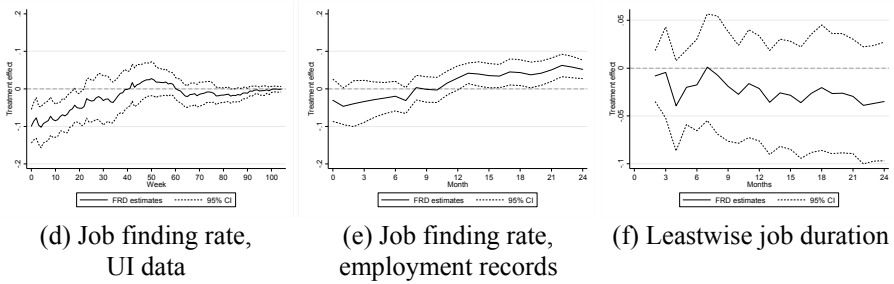 .2
.1
0
-.1
-.2
Treatment effect
0 10 20 30 40 50 60 70 80 90 100
Week
FRD estimates 95% CI
(d) Job finding rate,
UI data
.2
.1
0
-.1
-.2
Treatment effect
0 3 6 9 12 15 18 21 24
Month
FRD estimates 95% CI
(e) Job finding rate,
employment records
.05
0
-.05
-.1
Treatment effect
0 3 6 9 12 15 18 21 24
Months
FRD estimates 95% CI
(f) Leastwise job duration